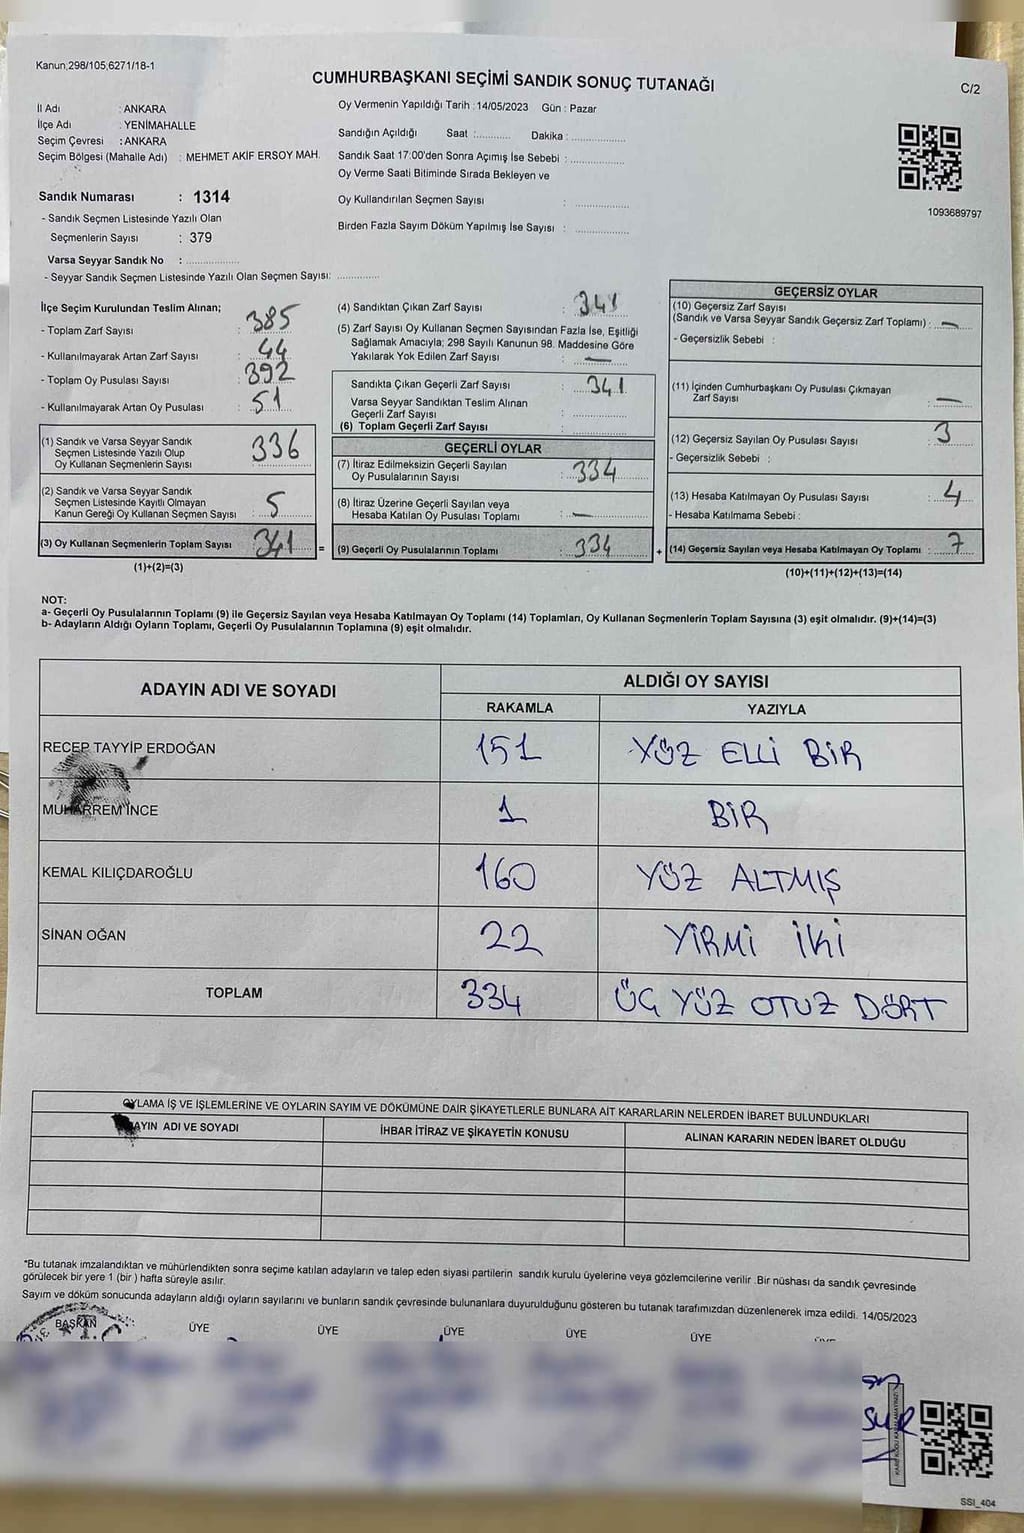 Kanun;298/105;6271/18-1
CUMHURBAŞKANI SEÇİMİ SANDIK SONUÇ TUTANAĞI
C/2
İl Adı : ANKARA
İlçe Adı : YENİMAHALLE
Seçim Çevresi : ANKARA
Seçim Bölgesi (Mahalle Adı) : MEHMET AKİF ERSOY MAH.
Sandık Numarası : 1314
- Sandık Seçmen Listesinde Yazılı Olan
Seçmenlerin Sayısı : 379
Varsa Seyyar Sandık No : ..................
- Seyyar Sandık Seçmen Listesinde Yazılı Olan Seçmen Sayısı: ..............
Oy Vermenin Yapıldığı Tarih : 14/05/2023 Gün : Pazar
Sandığın Açıldığı Saat :............ Dakika : ..................
Sandık Saat 17:00'den Sonra Açımış İse Sebebi : ..................
Oy Verme Saati Bitiminde Sırada Bekleyen ve
Oy Kullandırılan Seçmen Sayısı : ..................
Birden Fazla Sayım Döküm Yapılmış İse Sayısı : ..................
1093689797
İlçe Seçim Kurulundan Teslim Alınan;
- Toplam Zarf Sayısı : 385
- Kullanılmayarak Artan Zarf Sayısı : 44
- Toplam Oy Pusulası Sayısı : 392
- Kullanılmayarak Artan Oy Pusulası : 51
(1) Sandık ve Varsa Seyyar Sandık
Seçmen Listesinde Yazılı Olup
Oy Kullanan Seçmenlerin Sayısı : 336
(2) Sandık ve Varsa Seyyar Sandık
Seçmen Listesinde Kayıtlı Olmayan
Kanun Gereği Oy Kullanan Seçmen Sayısı : 5
(3) Oy Kullanan Seçmenlerin Toplam Sayısı 341 =
(1)+(2)=(3)
(4) Sandıktan Çıkan Zarf Sayısı : 341
(5) Zarf Sayısı Oy Kullanan Seçmen Sayısından Fazla İse, Eşitliği
Sağlamak Amacıyla; 298 Sayılı Kanunun 98. Maddesine Göre
Yakılarak Yok Edilen Zarf Sayısı : —
Sandıkta Çıkan Geçerli Zarf Sayısı : 341
Varsa Seyyar Sandıktan Teslim Alınan
Geçerli Zarf Sayısı : ..................
(6) Toplam Geçerli Zarf Sayısı : ..................
GEÇERLİ OYLAR
(7) İtiraz Edilmeksizin Geçerli Sayılan
Oy Pusulalarının Sayısı : 334
(8) İtiraz Üzerine Geçerli Sayılan veya
Hesaba Katılan Oy Pusulası Toplamı : —
(9) Geçerli Oy Pusulalarının Toplamı : 334 +
GEÇERSİZ OYLAR
(10) Geçersiz Zarf Sayısı
(Sandık ve Varsa Seyyar Sandık Geçersiz Zarf Toplamı) : —
- Geçersizlik Sebebi :
(11) İçinden Cumhurbaşkanı Oy Pusulası Çıkmayan
Zarf Sayısı : —
(12) Geçersiz Sayılan Oy Pusulası Sayısı : 3
- Geçersizlik Sebebi :
(13) Hesaba Katılmayan Oy Pusulası Sayısı : 4
- Hesaba Katılmama Sebebi :
(14) Geçersiz Sayılan veya Hesaba Katılmayan Oy Toplamı : 7
(10)+(11)+(12)+(13)=(14)
NOT:
a- Geçerli Oy Pusulalarının Toplamı (9) ile Geçersiz Sayılan veya Hesaba Katılmayan Oy Toplamı (14) Toplamları, Oy Kullanan Seçmenlerin Toplam Sayısına (3) eşit olmalıdır. (9)+(14)=(3)
b- Adayların Aldığı Oyların Toplamı, Geçerli Oy Pusulalarının Toplamına (9) eşit olmalıdır.
ADAYIN ADI VE SOYADI ALDIĞI OY SAYISI
RAKAMLA YAZIYLA
RECEP TAYYİP ERDOĞAN 151 YÜZ ELLİ BİR
MUHARREM İNCE 1 BİR
KEMAL KILIÇDAROĞLU 160 YÜZ ALTMIŞ
SİNAN OĞAN 22 YİRMİ İKİ
TOPLAM 334 ÜÇ YÜZ OTUZ DÖRT
OYLAMA İŞ VE İŞLEMLERİNE VE OYLARIN SAYIM VE DÖKÜMÜNE DAİR ŞİKAYETLERLE BUNLARA AİT KARARLARIN NELERDEN İBARET BULUNDUKLARI
AYIN ADI VE SOYADI İHBAR İTİRAZ VE ŞİKAYETİN KONUSU ALINAN KARARIN NEDEN İBARET OLDUĞU
*Bu tutanak imzalandıktan ve mühürlendikten sonra seçime katılan adayların ve talep eden siyasi partilerin sandık kurulu üyelerine veya gözlemcilerine verilir .Bir nüshası da sandık çevresinde
görülecek bir yere 1 (bir ) hafta süreyle asılır.
Sayım ve döküm sonucunda adayların aldığı oyların sayılarını ve bunların sandık çevresinde bulunanlara duyurulduğunu gösteren bu tutanak tarafımızdan düzenlenerek imza edildi. 14/05/2023
BAŞKAN ÜYE ÜYE ÜYE ÜYE ÜYE
SSI_404